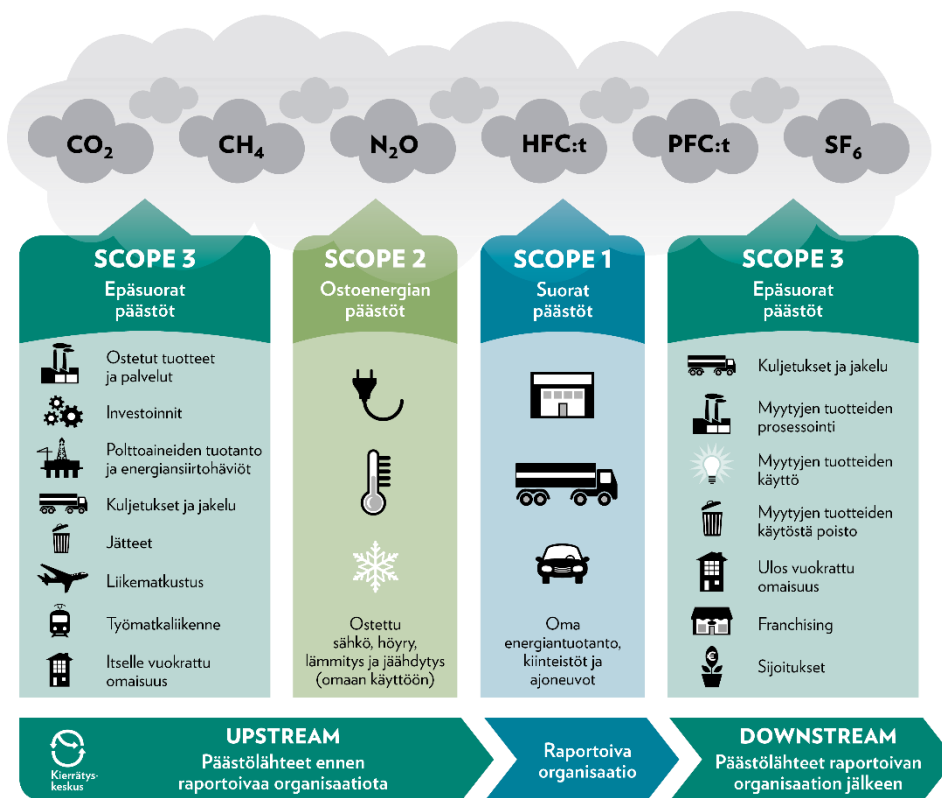 CO₂
CH₄
N₂O
HFC:t
PFC:t
SF₆
SCOPE 3
Epäsuorat
päästöt
Ostetut tuotteet
ja palvelut
Investoinnit
Polttoaineiden tuotanto
ja energiansiirtohäviöt
Kuljetukset ja jakelu
Jätteet
Liikematkustus
Työmatkaliikenne
Itselle vuokrattu
omaisuus
SCOPE 2
Ostoenergian
päästöt
Ostettu
sähkö, höyry,
lämmitys ja jäähdytys
(omaan käyttöön)
SCOPE 1
Suorat
päästöt
Oma
energiantuotanto,
kiinteistöt ja
ajoneuvot
SCOPE 3
Epäsuorat
päästöt
Kuljetukset ja jakelu
Myytyjen tuotteiden
prosessointi
Myytyjen tuotteiden
käyttö
Myytyjen tuotteiden
käytöstä poisto
Ulos vuokrattu
omaisuus
Franchising
€
Sijoitukset
Kierrätys-
keskus
UPSTREAM
Päästölähteet ennen
raportoivaa organisaatiota
Raportoiva
organisaatio
DOWNSTREAM
Päästölähteet raportoivan
organisaation jälkeen